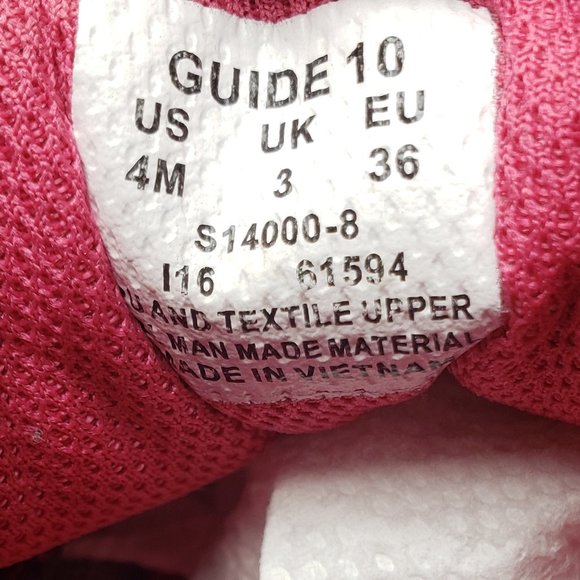 GUIDE 10
US UK EU
4M 3 36
S14000-8
I16 61594
AND TEXTILE UPPER
MAN MADE MATERIAL
MADE IN VIETNAM